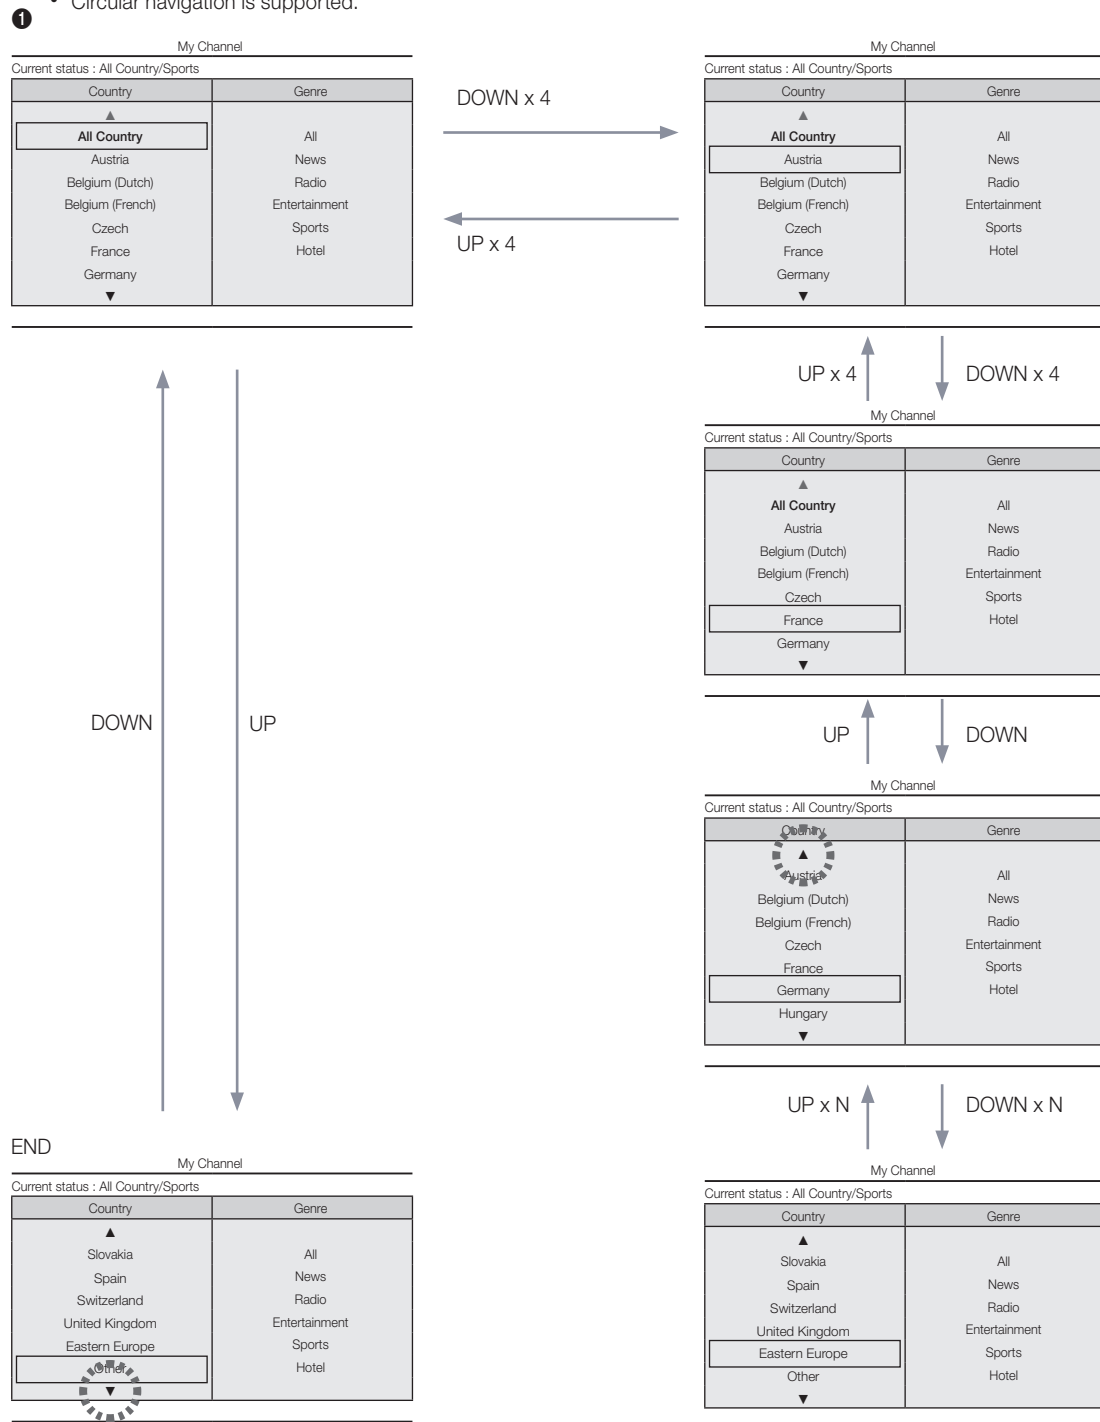 • Circular navigation is supported.
❶
My Channel
Current status : All Country/Sports
Country Genre
▲
All Country All
Austria News
Belgium (Dutch) Radio
Belgium (French) Entertainment
Czech Sports
France Hotel
Germany
▼
DOWN x 4
UP x 4
My Channel
Current status : All Country/Sports
Country Genre
▲
All Country All
Austria News
Belgium (Dutch) Radio
Belgium (French) Entertainment
Czech Sports
France Hotel
Germany
▼
UP x 4 DOWN x 4
My Channel
Current status : All Country/Sports
Country Genre
▲
All Country All
Austria News
Belgium (Dutch) Radio
Belgium (French) Entertainment
Czech Sports
France Hotel
Germany
▼
DOWN UP
UP DOWN
My Channel
Current status : All Country/Sports
Country Genre
▲
Austria All
Belgium (Dutch) News
Belgium (French) Radio
Czech Entertainment
France Sports
Germany Hotel
Hungary
▼
UP x N DOWN x N
END
My Channel
Current status : All Country/Sports
Country Genre
▲
Slovakia All
Spain News
Switzerland Radio
United Kingdom Entertainment
Eastern Europe Sports
Other Hotel
▼
My Channel
Current status : All Country/Sports
Country Genre
▲
Slovakia All
Spain News
Switzerland Radio
United Kingdom Entertainment
Eastern Europe Sports
Other Hotel
▼